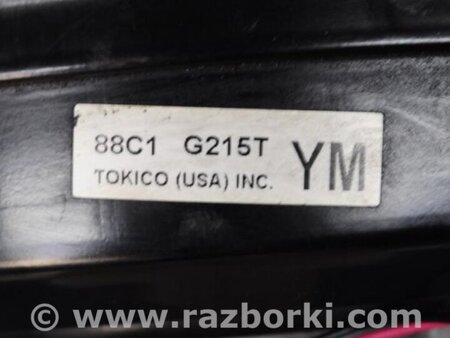 88C1 G215T YM
TOKICO (USA) INC.
© www.razborki.com